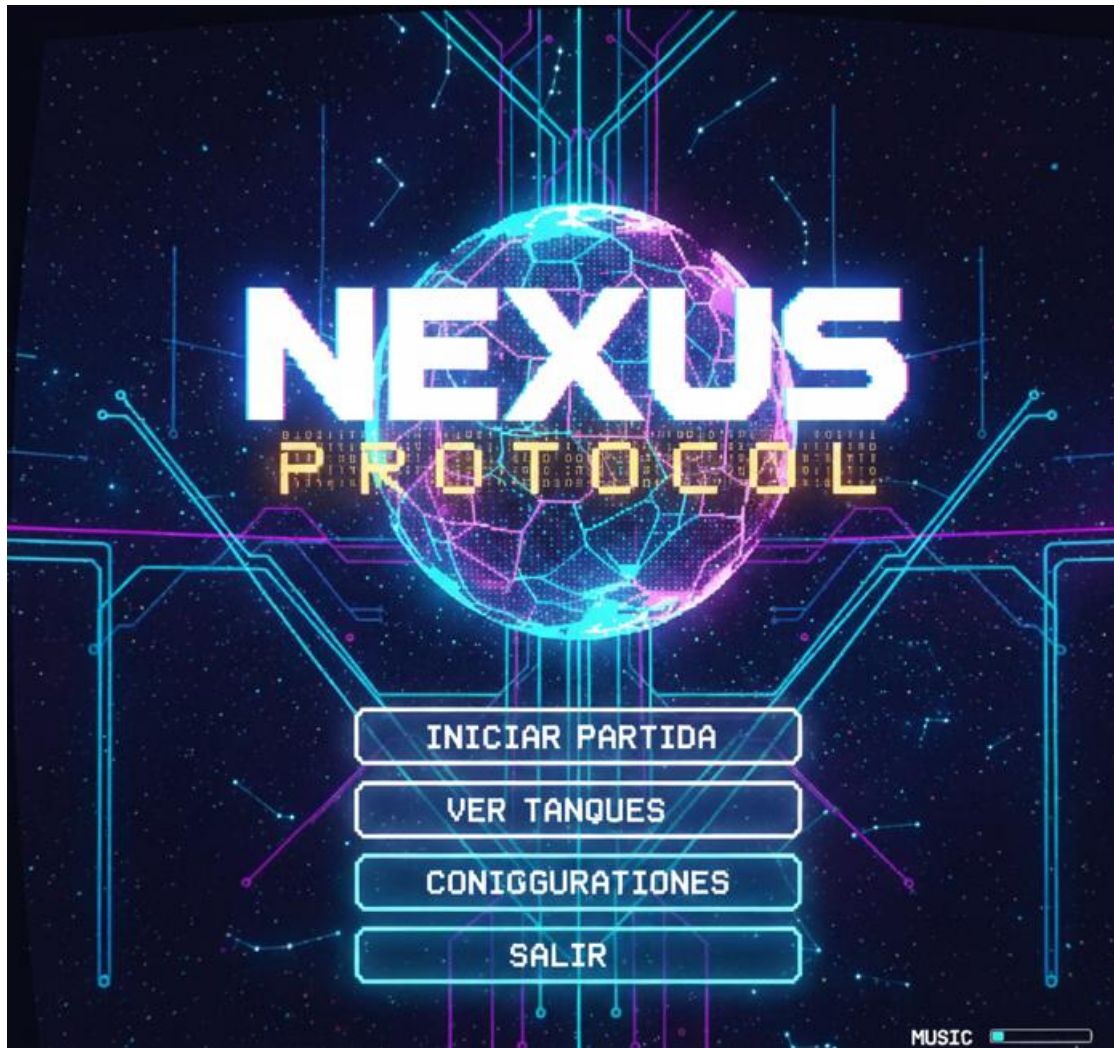 NEXUS
PROTOCOL
INICIAR PARTIDA
VER TANQUES
CONIGGURATIONES
SALIR
MUSIC